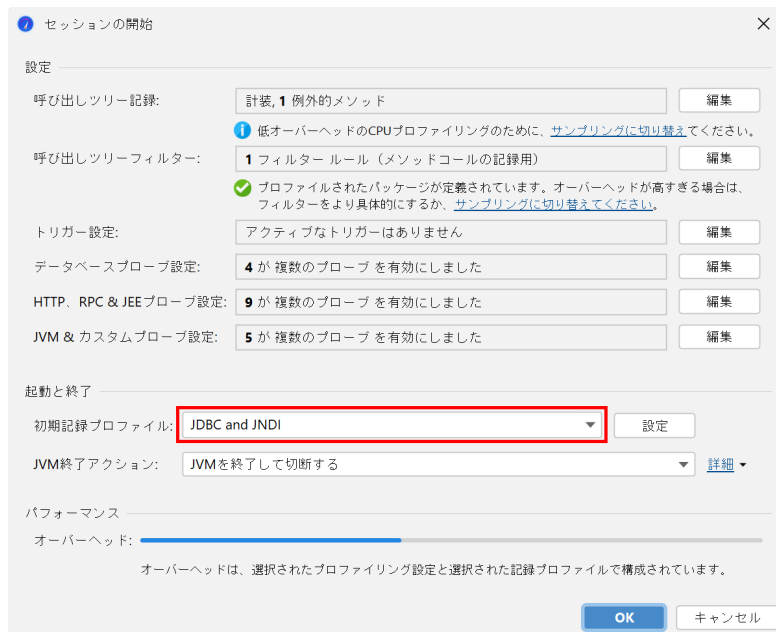 セッションの開始
設定
呼び出しツリー記録: 計装, 1 例外的メソッド 編集
低オーバーヘッドのCPUプロファイリングのために、サンプリングに切り替えてください。
呼び出しツリーフィルター: 1 フィルター ルール（メソッドコールの記録用） 編集
プロファイルされたパッケージが定義されています。オーバーヘッドが高すぎる場合は、
フィルターをより具体的にするか、サンプリングに切り替えてください。
トリガー設定: アクティブなトリガーはありません 編集
データベースプローブ設定: 4 が 複数のプローブ を有効にしました 編集
HTTP、RPC & JEEプローブ設定: 9 が 複数のプローブ を有効にしました 編集
JVM & カスタムプローブ設定: 5 が 複数のプローブ を有効にしました 編集
起動と終了
初期記録プロファイル: JDBC and JNDI 設定
JVM終了アクション: JVMを終了して切断する 詳細
パフォーマンス
オーバーヘッド:
オーバーヘッドは、選択されたプロファイリング設定と選択された記録プロファイルで構成されています。
OK キャンセル